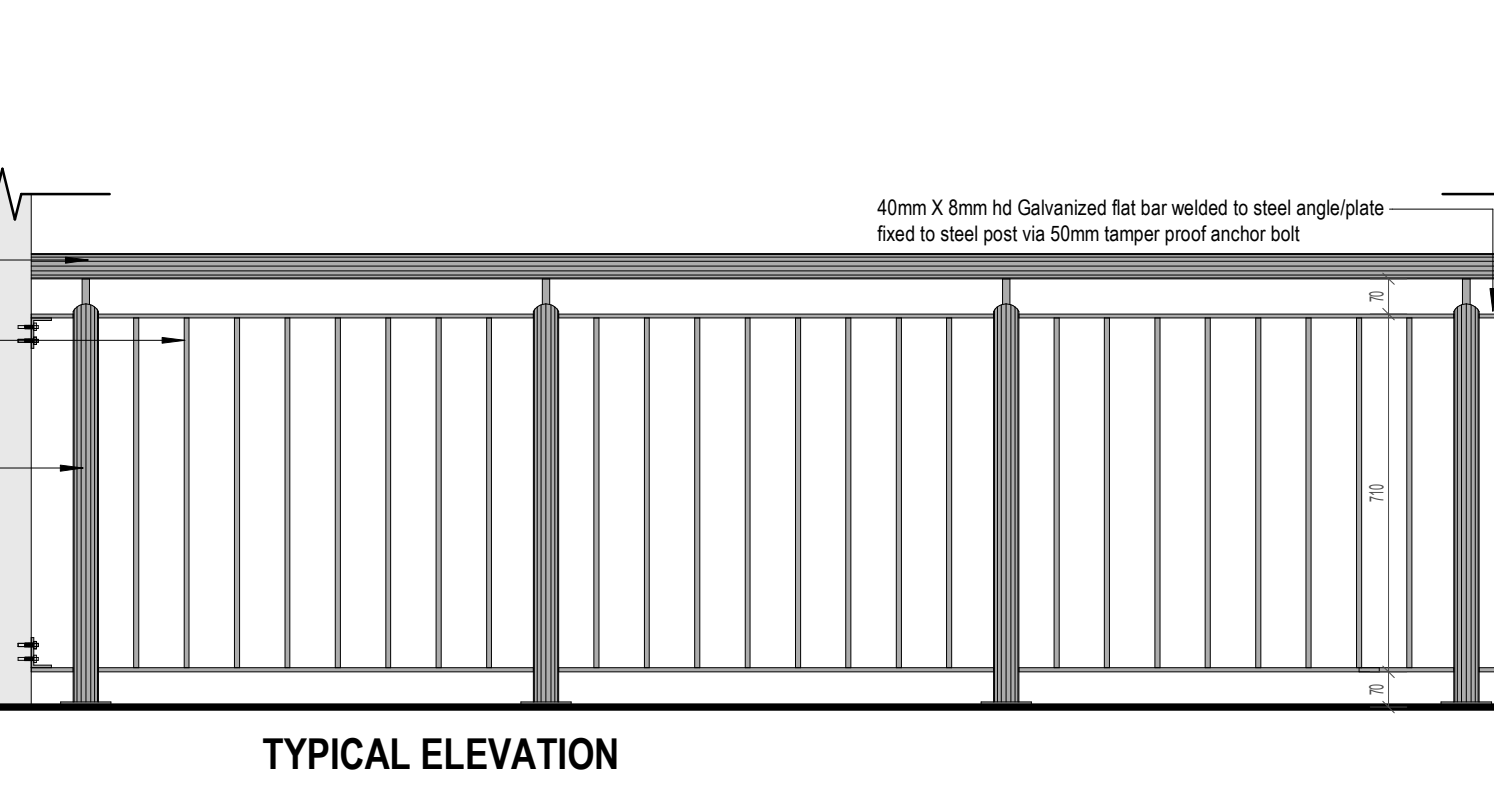 40mm X 8mm hd Galvanized flat bar welded to steel angle/plate
fixed to steel post via 50mm tamper proof anchor bolt
70
710
70
TYPICAL ELEVATION